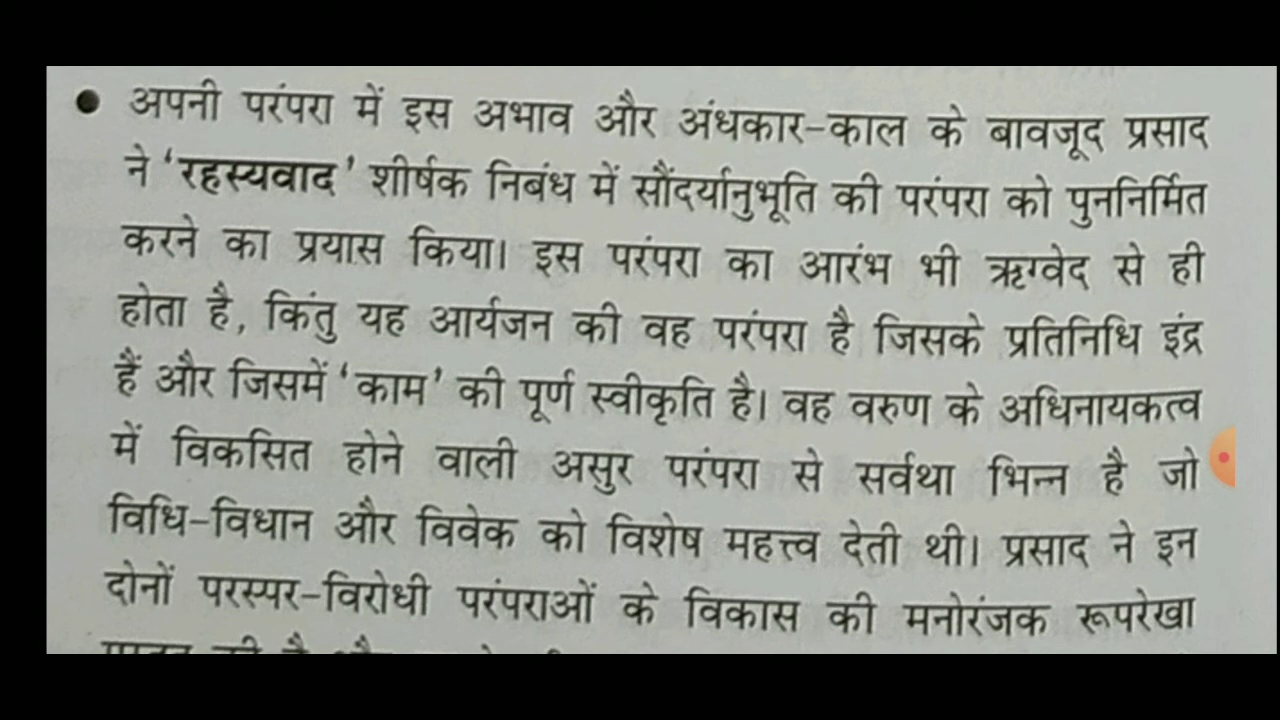 ● अपनी परंपरा में इस अभाव और अंधकार-काल के बावजूद प्रसाद
ने 'रहस्यवाद' शीर्षक निबंध में सौंदर्यानुभूति की परंपरा को पुननिर्मित
करने का प्रयास किया। इस परंपरा का आरंभ भी ऋग्वेद से ही
होता है, किंतु यह आर्यजन की वह परंपरा है जिसके प्रतिनिधि इंद्र
हैं और जिसमें 'काम' की पूर्ण स्वीकृति है। वह वरुण के अधिनायकत्व
में विकसित होने वाली असुर परंपरा से सर्वथा भिन्न है जो
विधि-विधान और विवेक को विशेष महत्त्व देती थी। प्रसाद ने इन
दोनों परस्पर-विरोधी परंपराओं के विकास की मनोरंजक रूपरेखा